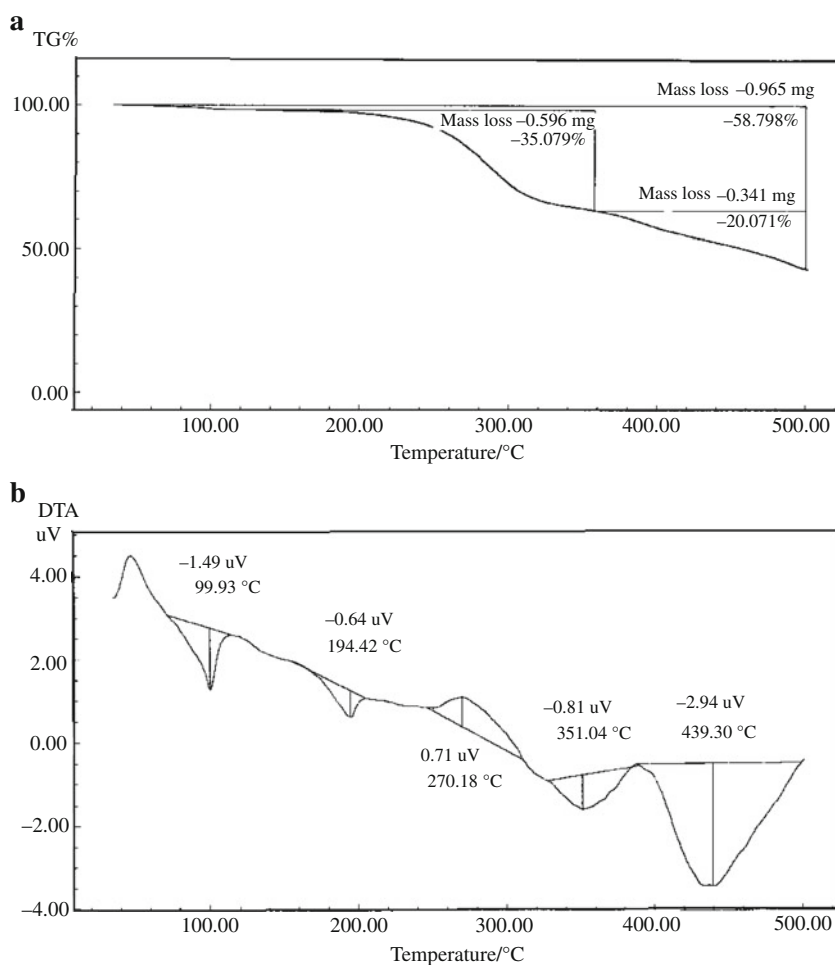 a
TG%
100.00
50.00
0.00
Mass loss –0.965 mg
–58.798%
Mass loss –0.596 mg
–35.079%
Mass loss –0.341 mg
–20.071%
100.00 200.00 300.00 400.00 500.00
Temperature/°C
b
DTA
uV
4.00
2.00
0.00
–2.00
–4.00
–1.49 uV
99.93 °C
–0.64 uV
194.42 °C
0.71 uV
270.18 °C
–0.81 uV
351.04 °C
–2.94 uV
439.30 °C
100.00 200.00 300.00 400.00 500.00
Temperature/°C